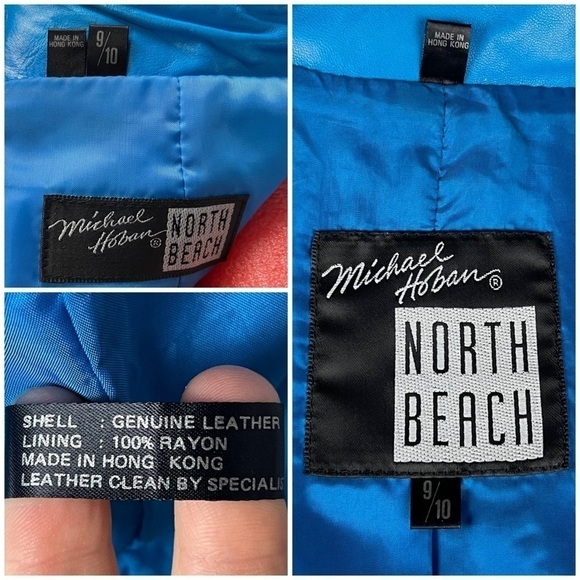 MADE IN
HONG KONG
9/10
Michael
Hoban®
NORTH
BEACH
SHELL : GENUINE LEATHER
LINING : 100% RAYON
MADE IN HONG KONG
LEATHER CLEAN BY SPECIALIS
MADE IN
HONG KONG
Michael
Hoban®
NORTH
BEACH
9/10